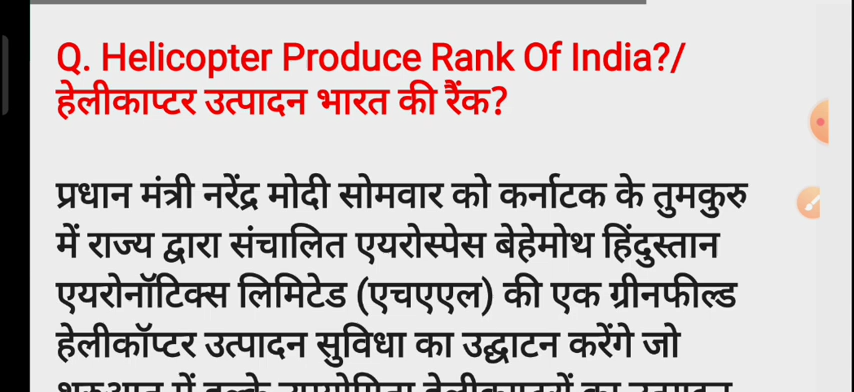 Q. Helicopter Produce Rank Of India?/
हेलीकाप्टर उत्पादन भारत की रैंक?
प्रधान मंत्री नरेंद्र मोदी सोमवार को कर्नाटक के तुमकुरु
में राज्य द्वारा संचालित एयरोस्पेस बेहेमोथ हिंदुस्तान
एयरोनॉटिक्स लिमिटेड (एचएएल) की एक ग्रीनफील्ड
हेलीकॉप्टर उत्पादन सुविधा का उद्घाटन करेंगे जो